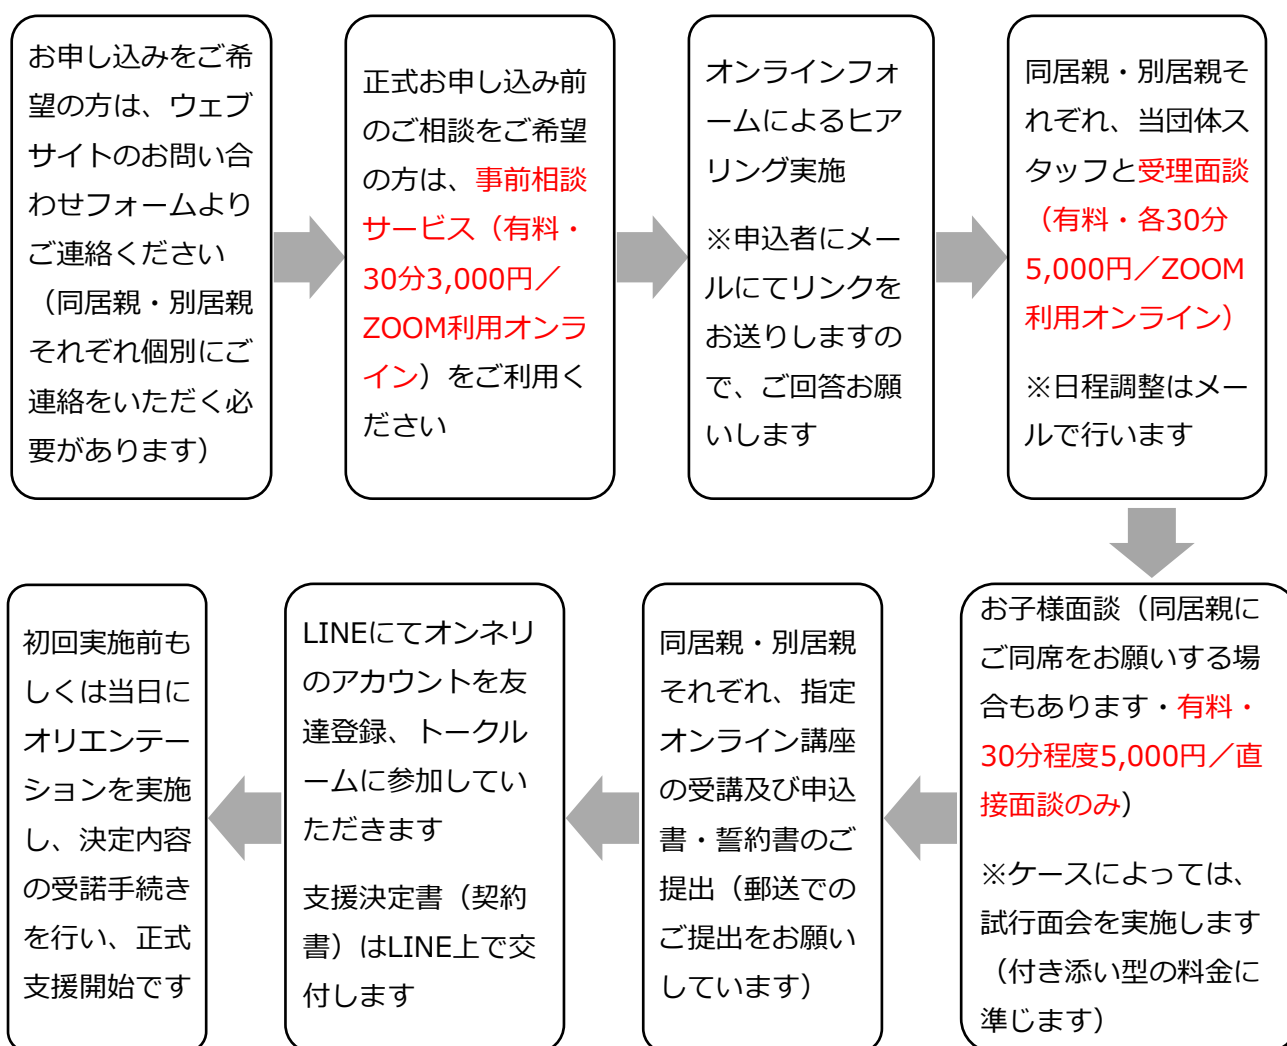 お申し込みをご希
望の方は、ウェブ
サイトのお問い合
わせフォームより
ご連絡ください
（同居親・別居親
それぞれ個別にご
連絡をいただく必
要があります）
正式お申し込み前
のご相談をご希望
の方は、事前相談
サービス（有料・
30分3,000円／
ZOOM利用オンラ
イン）をご利用く
ださい
オンラインフォ
ームによるヒア
リング実施
※申込者にメー
ルにてリンクを
お送りしますの
で、ご回答お願
いします
同居親・別居親そ
れぞれ、当団体ス
タッフと受理面談
（有料・各30分
5,000円／ZOOM
利用オンライン）
※日程調整はメー
ルで行います
お子様面談（同居親に
ご同席をお願いする場
合もあります・有料・
30分程度5,000円／直
接面談のみ）
※ケースによっては、
試行面会を実施します
（付き添い型の料金に
準じます）
同居親・別居親
それぞれ、指定
オンライン講座
の受講及び申込
書・誓約書のご
提出（郵送での
ご提出をお願い
しています）
LINEにてオンネリ
のアカウントを友
達登録、トークル
ームに参加してい
ただきます
支援決定書（契約
書）はLINE上で交
付します
初回実施前も
しくは当日に
オリエンテー
ションを実施
し、決定内容
の受諾手続き
を行い、正式
支援開始です